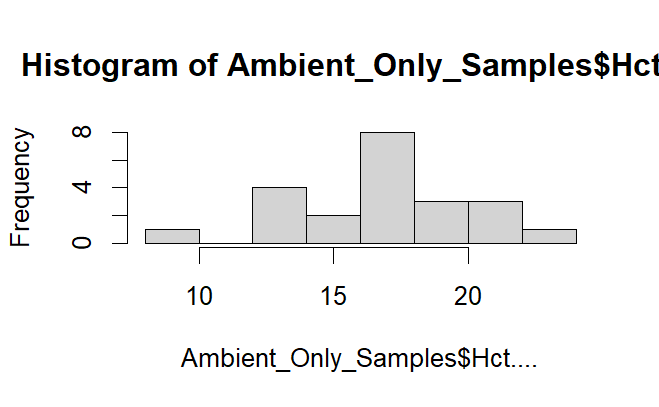 Histogram of Ambient_Only_Samples$Hct
Frequency
8
4
0
10 15 20
Ambient_Only_Samples$Hct....